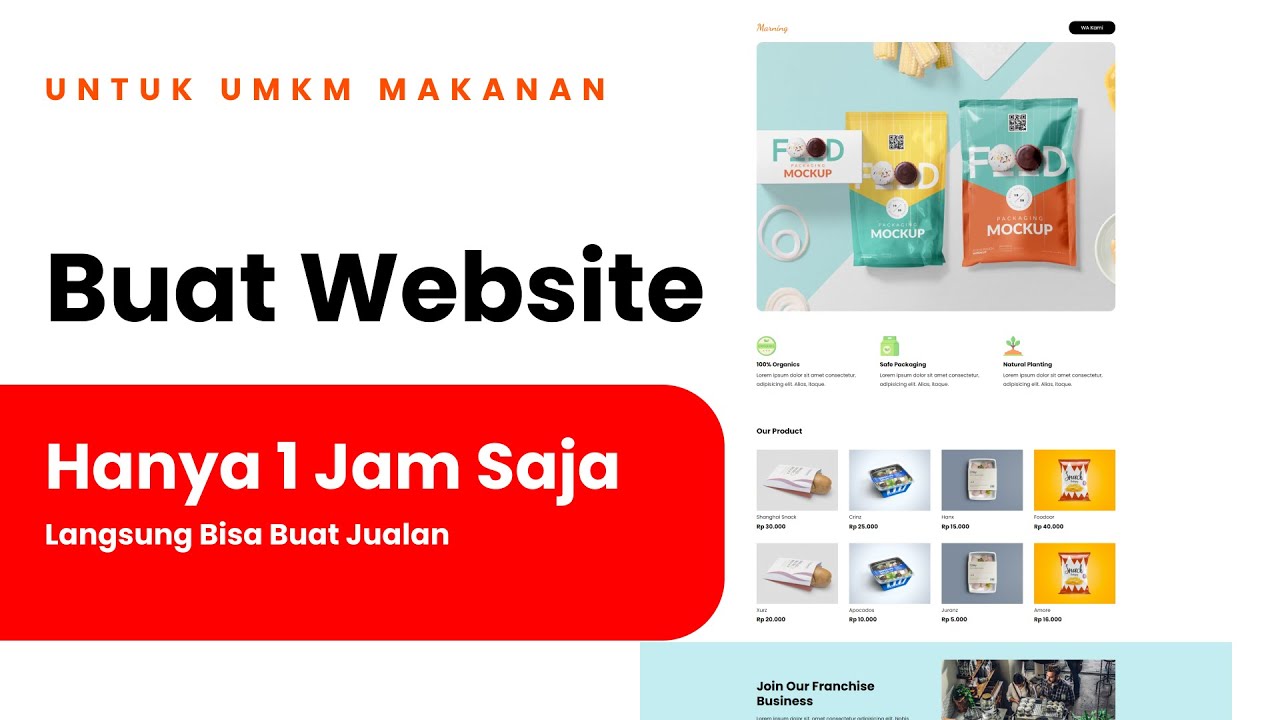 UNTUK UMKM MAKANAN
Buat Website
Hanya 1 Jam Saja
Langsung Bisa Buat Jualan
Marning
WA Kami
FOOD
PACKAGING
MOCKUP
FOOD
PACKAGING
MOCKUP
FOOD
PACKAGING
MOCKUP
100% Organics
Lorem ipsum dolor sit amet consectetur,
adipisicing elit. Alias, itaque.
Safe Packaging
Lorem ipsum dolor sit amet consectetur,
adipisicing elit. Alias, itaque.
Natural Planting
Lorem ipsum dolor sit amet consectetur,
adipisicing elit. Alias, itaque.
Our Product
Shanghai Snack
Rp 30.000
Crinz
Rp 25.000
Hanx
Rp 15.000
Foodoor
Rp 40.000
Snack
Xurz
Rp 20.000
Apocados
Rp 10.000
Juranz
Rp 5.000
Amore
Rp 16.000
Snack
Join Our Franchise
Business
Lorem ipsum dolor, sit amet consectetur adipisicing elit.